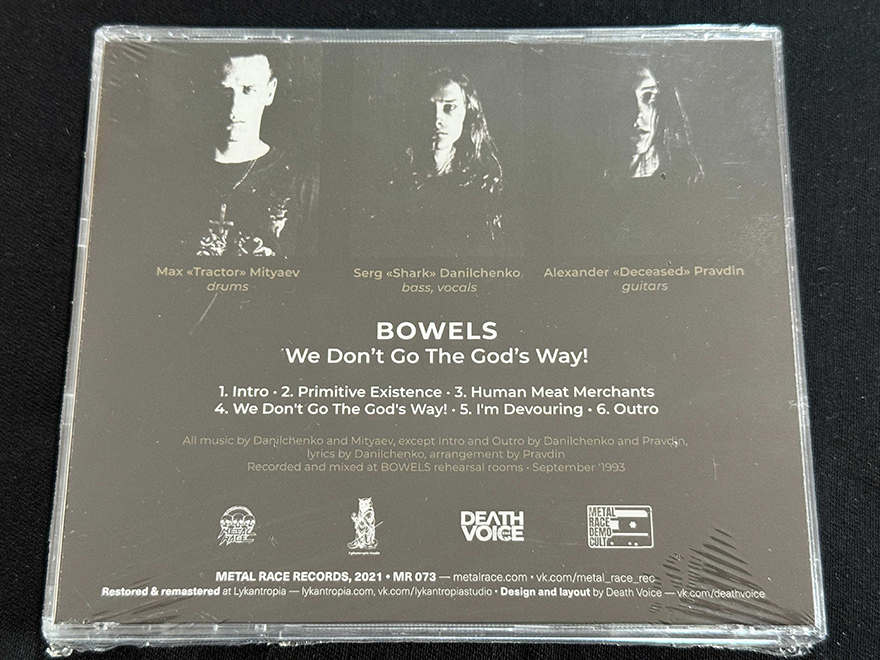 Max «Tractor» Mityaev
drums
Serg «Shark» Danilchenko
bass, vocals
Alexander «Deceased» Pravdin
guitars
BOWELS
We Don't Go The God's Way!
1. Intro • 2. Primitive Existence • 3. Human Meat Merchants
4. We Don't Go The God's Way! • 5. I'm Devouring • 6. Outro
All music by Danilchenko and Mityaev, except Intro and Outro by Danilchenko and Pravdin,
lyrics by Danilchenko, arrangement by Pravdin
Recorded and mixed at BOWELS rehearsal rooms • September '1993
METAL
RACE
Lykantropia Studio
DEATH
VOICE
METAL
RACE
DEMO
CULT
METAL RACE RECORDS, 2021 • MR 073 — metalrace.com • vk.com/metal_race_rec
Restored & remastered at Lykantropia — lykantropia.com, vk.com/lykantropiastudio • Design and layout by Death Voice — vk.com/deathvoice